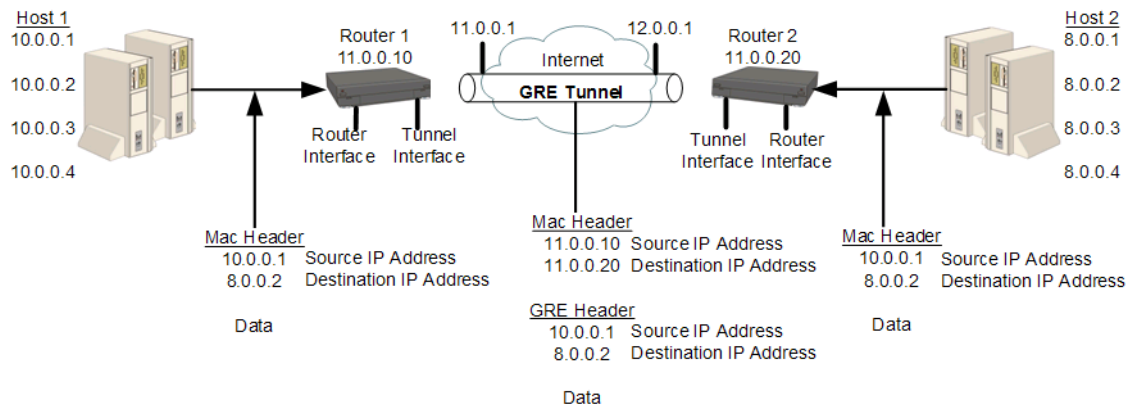 Host 1
10.0.0.1
10.0.0.2
10.0.0.3
10.0.0.4
Router 1
11.0.0.10
Router
Interface
Tunnel
Interface
11.0.0.1
12.0.0.1
Internet
GRE Tunnel
Router 2
11.0.0.20
Tunnel
Interface
Router
Interface
Host 2
8.0.0.1
8.0.0.2
8.0.0.3
8.0.0.4
Mac Header
10.0.0.1 Source IP Address
8.0.0.2 Destination IP Address
Data
Mac Header
11.0.0.10 Source IP Address
11.0.0.20 Destination IP Address
GRE Header
10.0.0.1 Source IP Address
8.0.0.2 Destination IP Address
Data
Mac Header
10.0.0.1 Source IP Address
8.0.0.2 Destination IP Address
Data